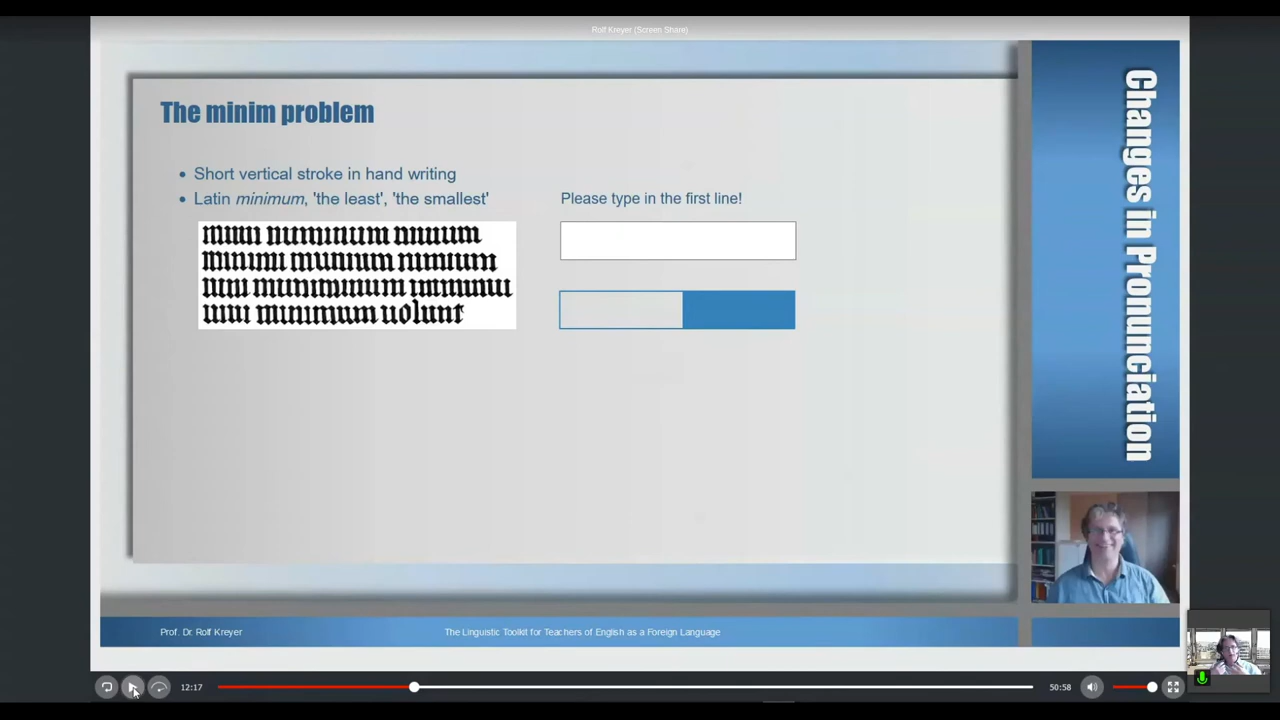 Rolf Kreyer (Screen Share)
The minim problem
• Short vertical stroke in hand writing
• Latin minimum, 'the least', 'the smallest'
mimi numinum niuium
minimi munium nimium
uini muniminum imminui
uiui minimum uolunt
Please type in the first line!
Changes in Pronunciation
Prof. Dr. Rolf Kreyer
The Linguistic Toolkit for Teachers of English as a Foreign Language
12:17
50:58